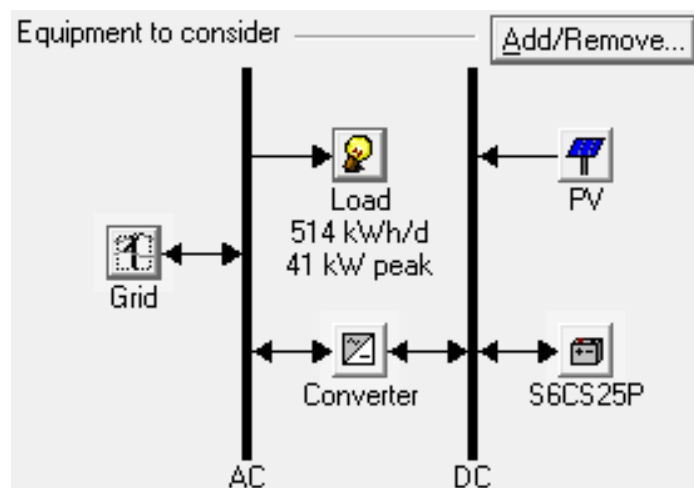 Equipment to consider
Add/Remove...
Load
514 kWh/d
41 kW peak
PV
Grid
Converter
S6CS25P
AC
DC